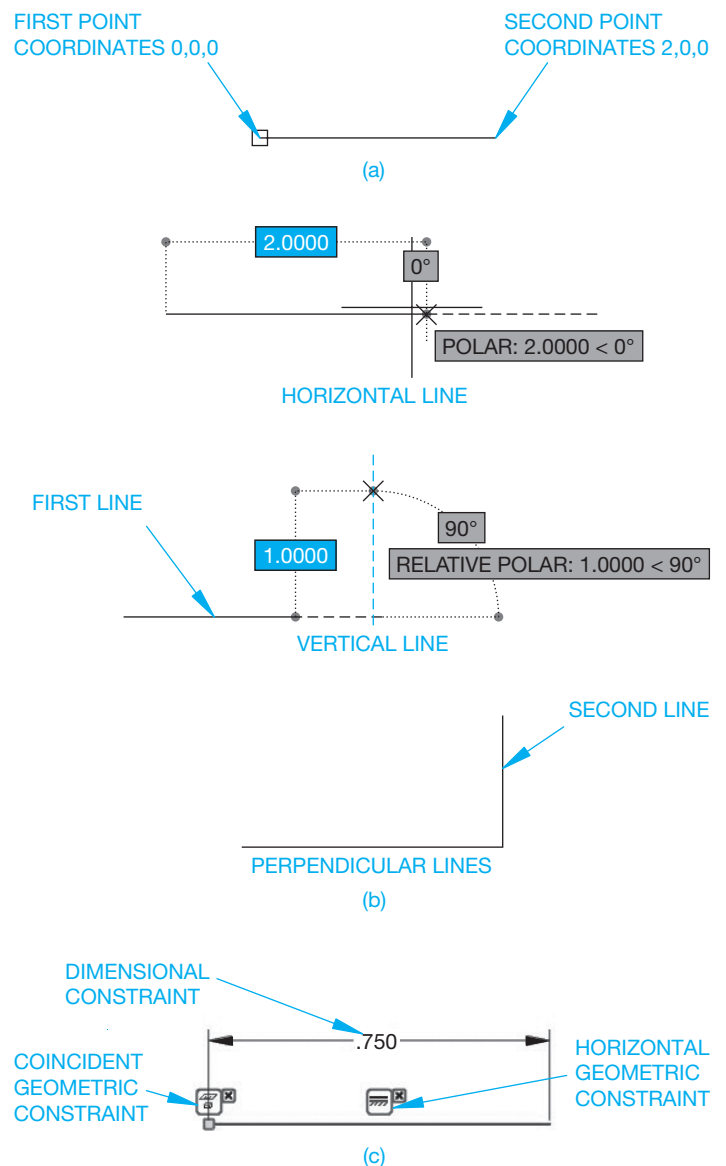 FIRST POINT
COORDINATES 0,0,0
SECOND POINT
COORDINATES 2,0,0
(a)
2.0000
0°
POLAR: 2.0000 < 0°
HORIZONTAL LINE
FIRST LINE
90°
1.0000
RELATIVE POLAR: 1.0000 < 90°
VERTICAL LINE
SECOND LINE
PERPENDICULAR LINES
(b)
DIMENSIONAL
CONSTRAINT
.750
COINCIDENT
GEOMETRIC
CONSTRAINT
HORIZONTAL
GEOMETRIC
CONSTRAINT
(c)